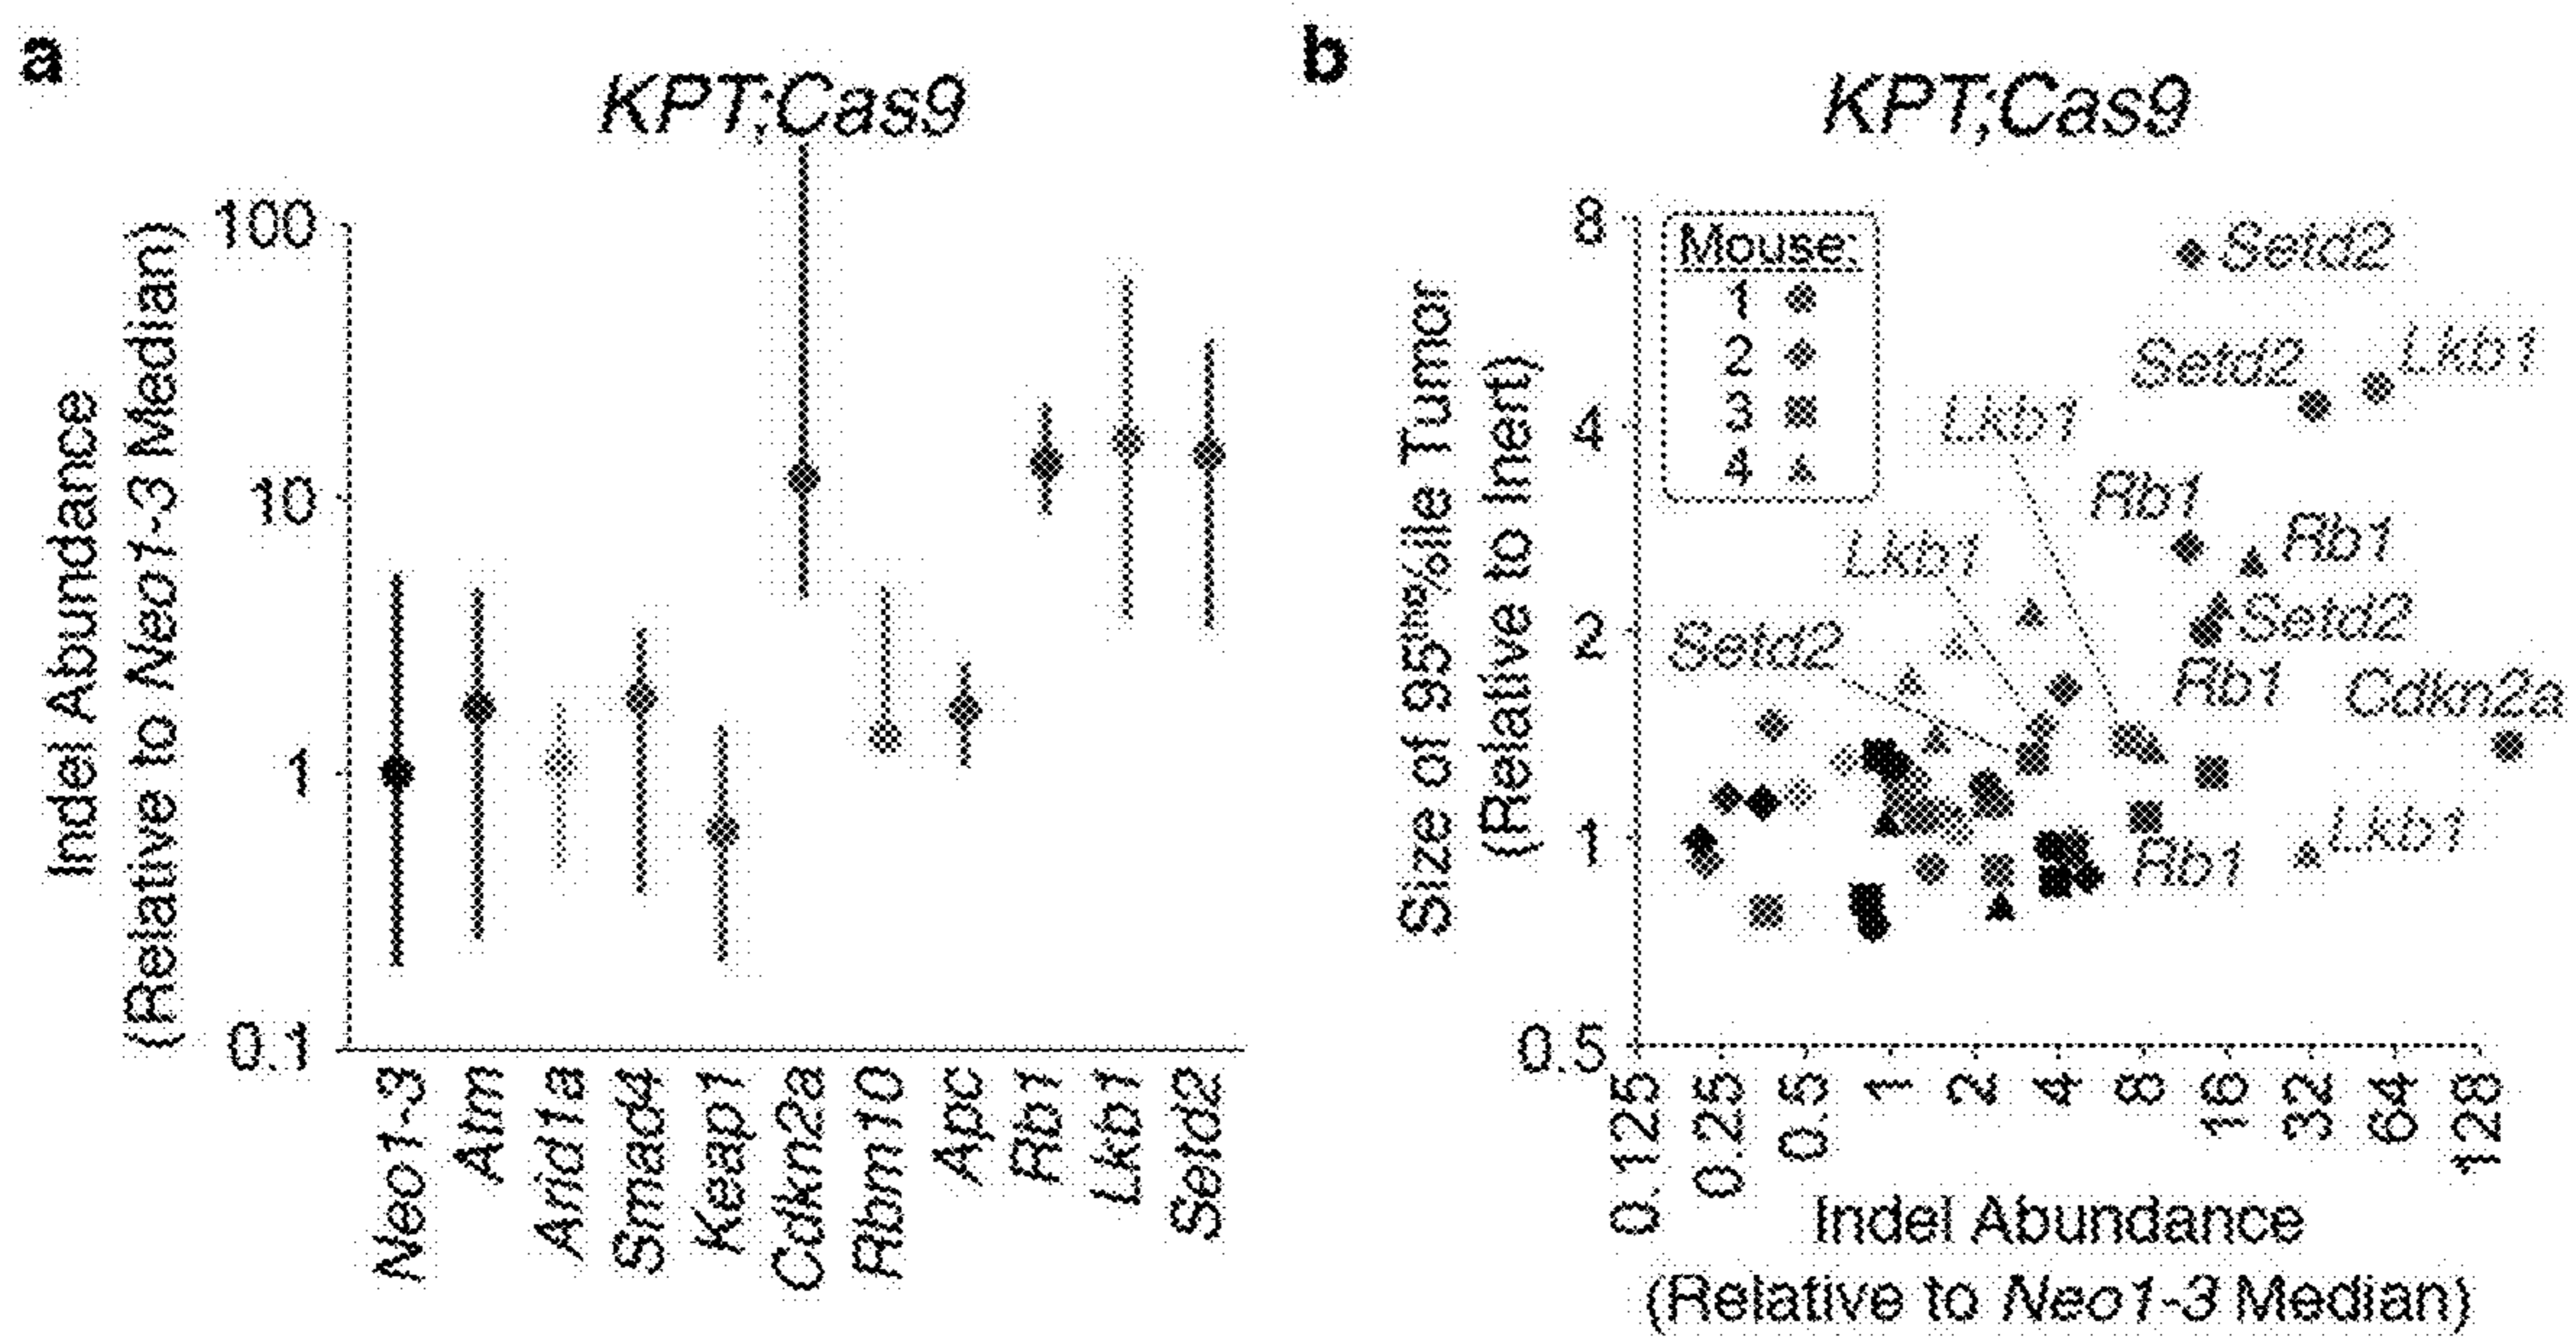 a
KPT;Cas9
Indel Abundance
(Relative to Neo1-3 Median)
100
10
1
0.1
Neo1-3
Atm
Arid1a
Smad4
Keap1
Cdkn2a
Rbm10
Apc
Rb1
Lkb1
Setd2
b
KPT;Cas9
Size of 95th%ile Tumor
(Relative to Inert)
8
4
2
1
0.5
Mouse:
1
2
3
4
Setd2
Setd2
Lkb1
Lkb1
Rb1
Rb1
Lkb1
Setd2
Setd2
Rb1
Cdkn2a
Lkb1
Rb1
0.125
0.25
0.5
1
2
4
8
16
32
64
128
Indel Abundance
(Relative to Neo1-3 Median)